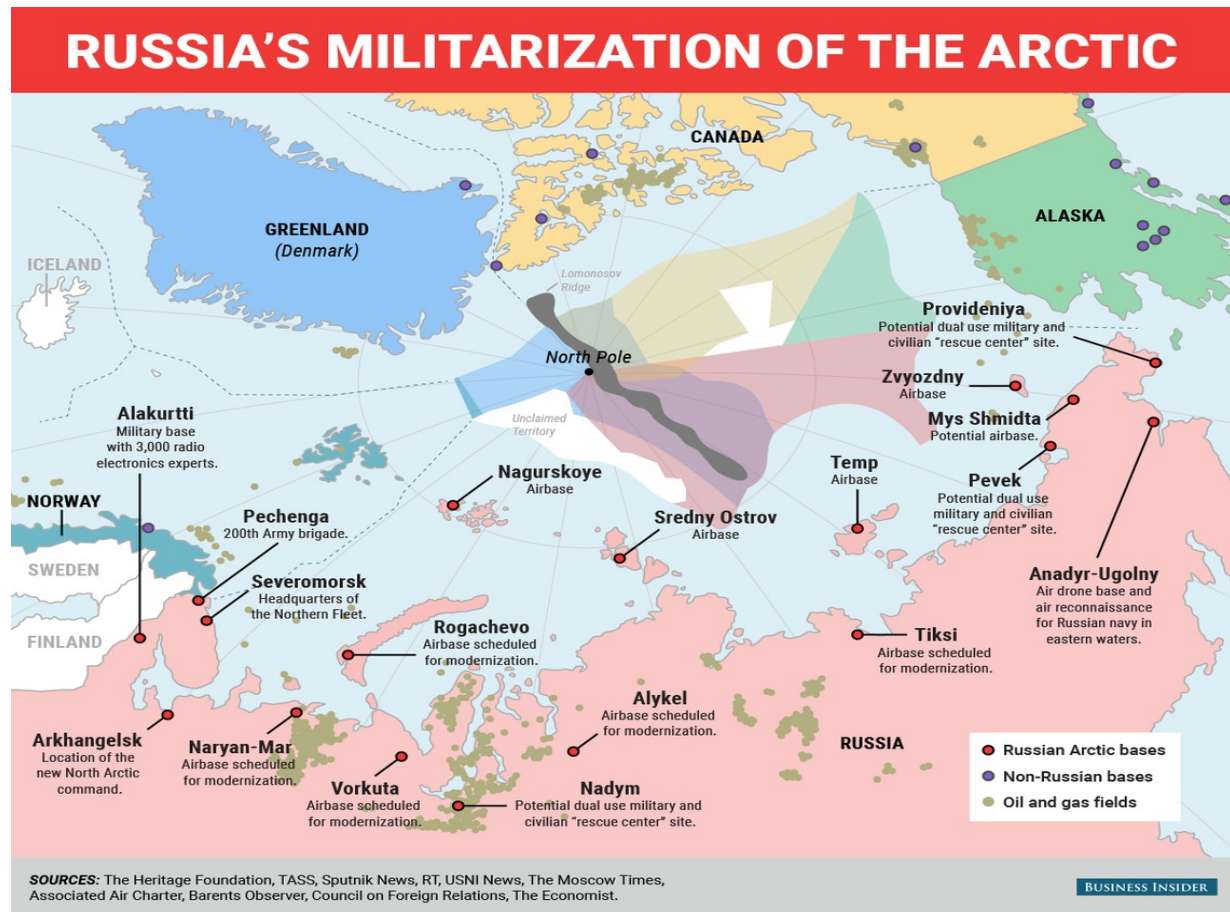 RUSSIA'S MILITARIZATION OF THE ARCTIC
CANADA
GREENLAND
(Denmark)
ALASKA
ICELAND
Lomonosov
Ridge
North Pole
Unclaimed
Territory
Provideniya
Potential dual use military and
civilian “rescue center” site.
Zvyozdny
Airbase
Mys Shmidta
Potential airbase.
Pevek
Potential dual use
military and civilian
“rescue center” site.
Alakurtti
Military base
with 3,000 radio
electronics experts.
Nagurskoye
Airbase
Temp
Airbase
Sredny Ostrov
Airbase
NORWAY
Pechenga
200th Army brigade.
SWEDEN
Severomorsk
Headquarters of
the Northern Fleet.
FINLAND
Anadyr-Ugolny
Air drone base and
air reconnaissance
for Russian navy in
eastern waters.
Rogachevo
Airbase scheduled
for modernization.
Tiksi
Airbase scheduled
for modernization.
Alykel
Airbase scheduled
for modernization.
Arkhangelsk
Location of the
new North Arctic
command.
Naryan-Mar
Airbase scheduled
for modernization.
Vorkuta
Airbase scheduled
for modernization.
Nadym
Potential dual use military and
civilian “rescue center” site.
RUSSIA
Russian Arctic bases
Non-Russian bases
Oil and gas fields
SOURCES: The Heritage Foundation, TASS, Sputnik News, RT, USNI News, The Moscow Times,
Associated Air Charter, Barents Observer, Council on Foreign Relations, The Economist.
BUSINESS INSIDER